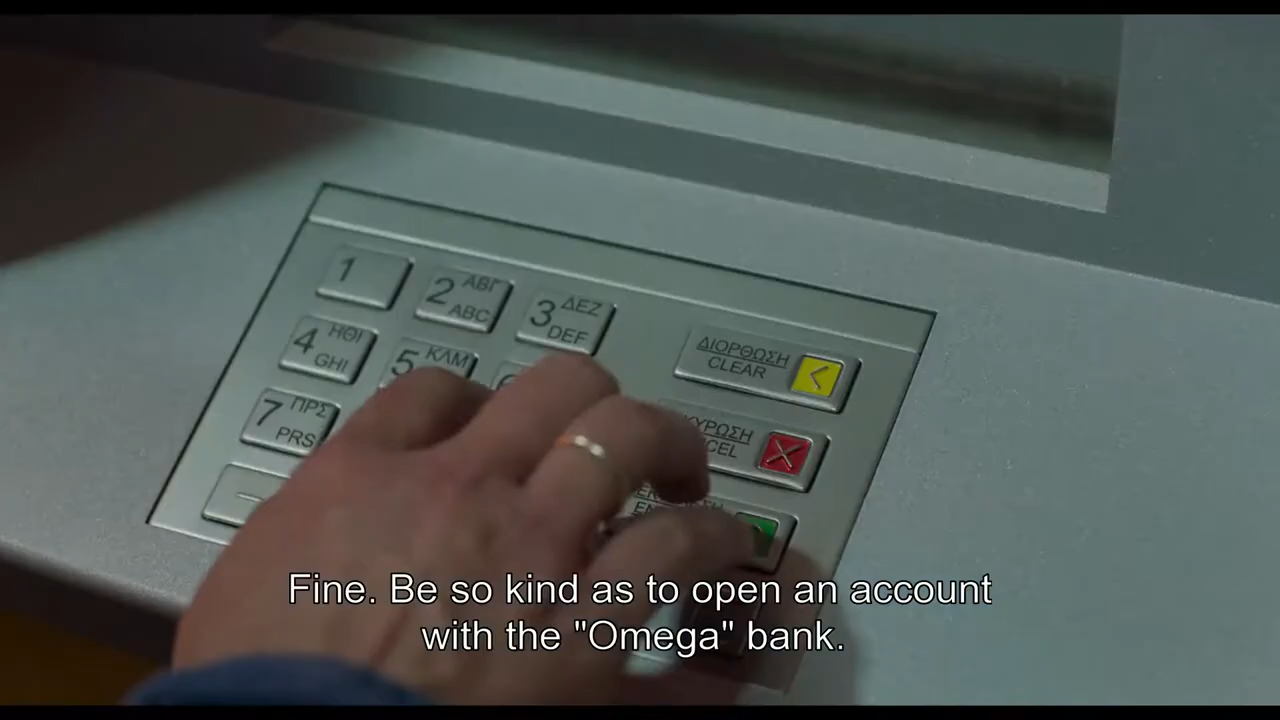 1
2 ΑΒΓ
ABC
3 ΔΕΖ
DEF
4 ΗΘΙ
GHI
5 ΚΛΜ
7 ΠΡΣ
PRS
ΔΙΟΡΘΩΣΗ
CLEAR
Fine. Be so kind as to open an account
with the "Omega" bank.